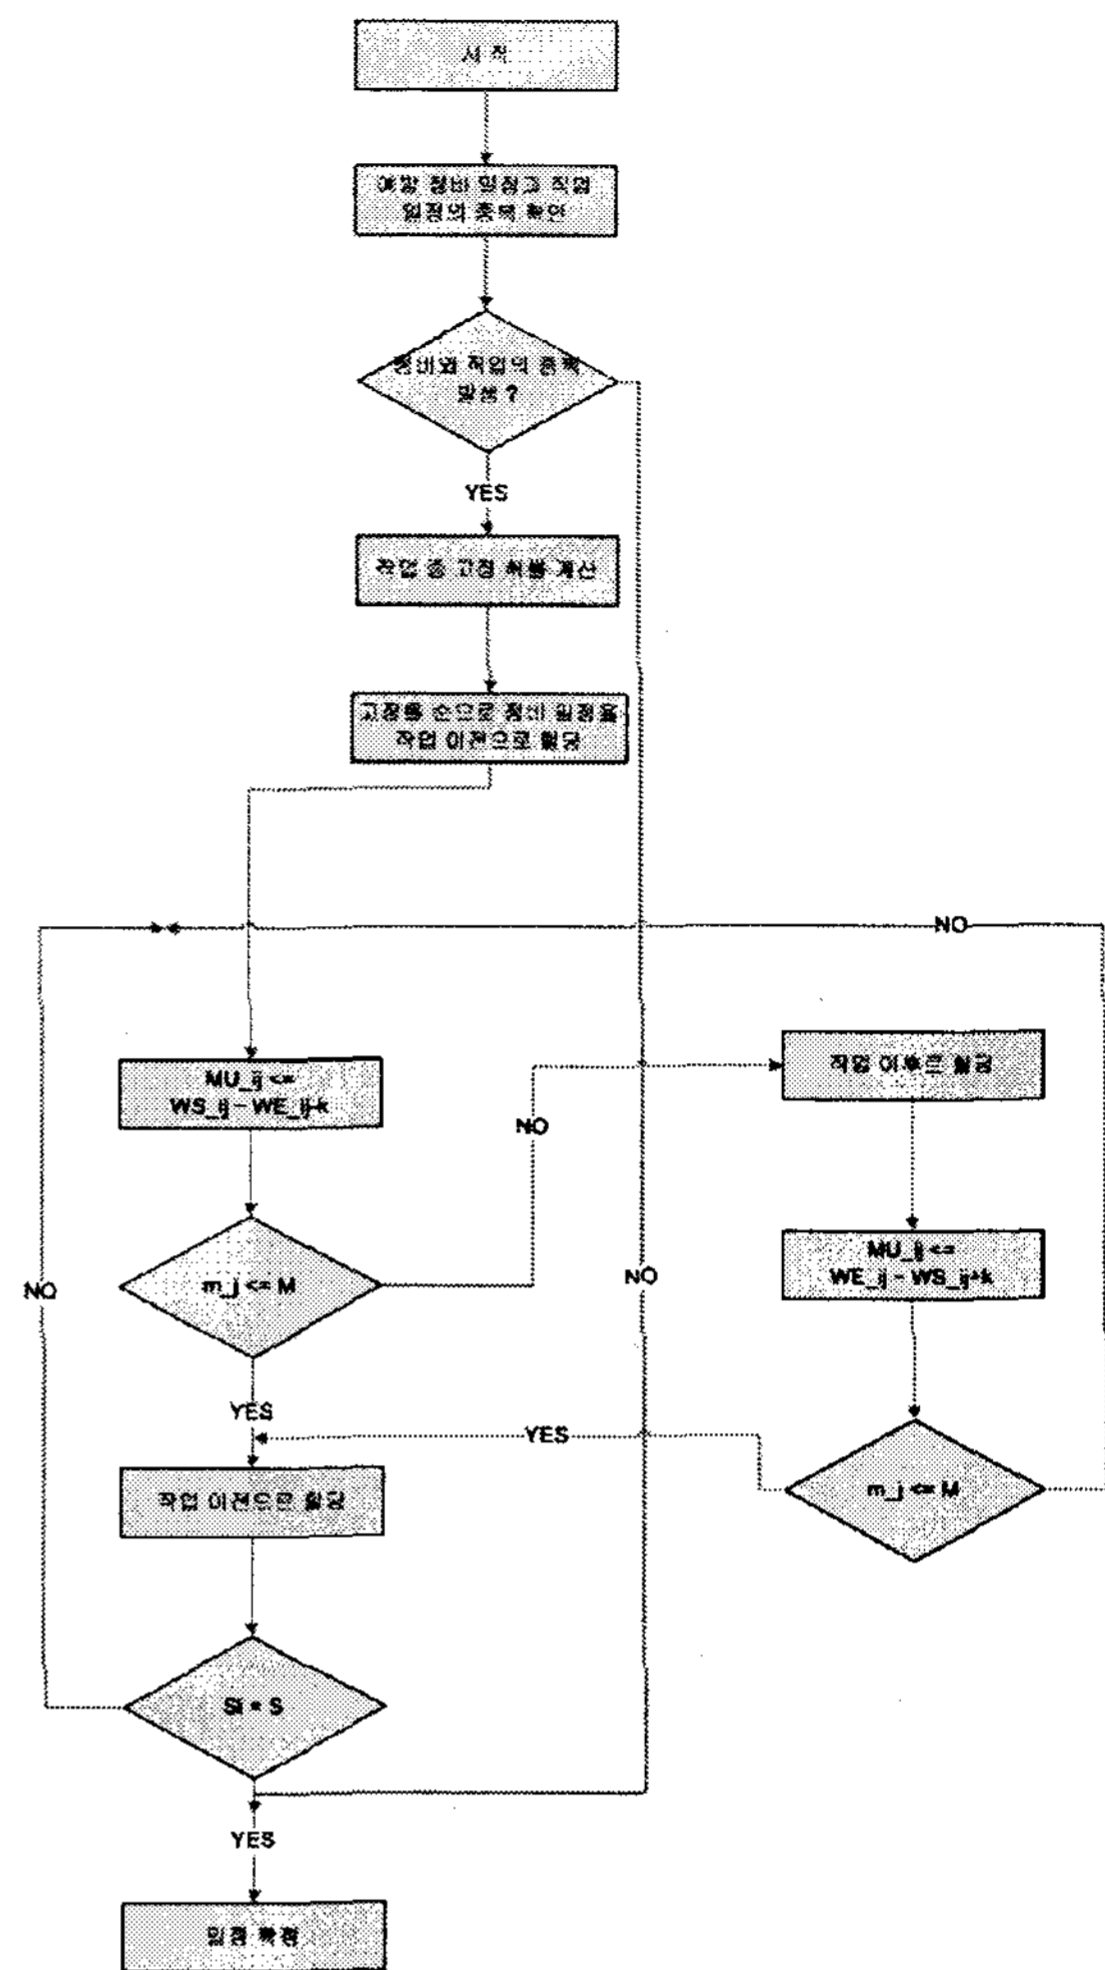 시 작
예방 정비 일정과 작업
일정의 중복 확인
정비와 작업의 중복
발생 ?
YES
작업 중 고장 확률 계산
고장률 순으로 정비 일정을
작업 이전으로 할당
NO
MU_ij <=
WS_ij - WE_ij-k
작업 이후로 할당
NO
MU_ij <=
WE_ij - WS_ij+k
m_j <= M
NO
NO
YES
YES
m_j <= M
작업 이전으로 할당
Si = S
YES
일정 확정